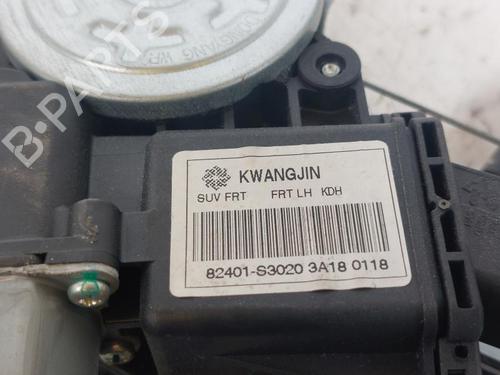 KWANGJIN
SUV FRT FRT LH KDH
82401-S3020 3A18 0118
B-PARTS